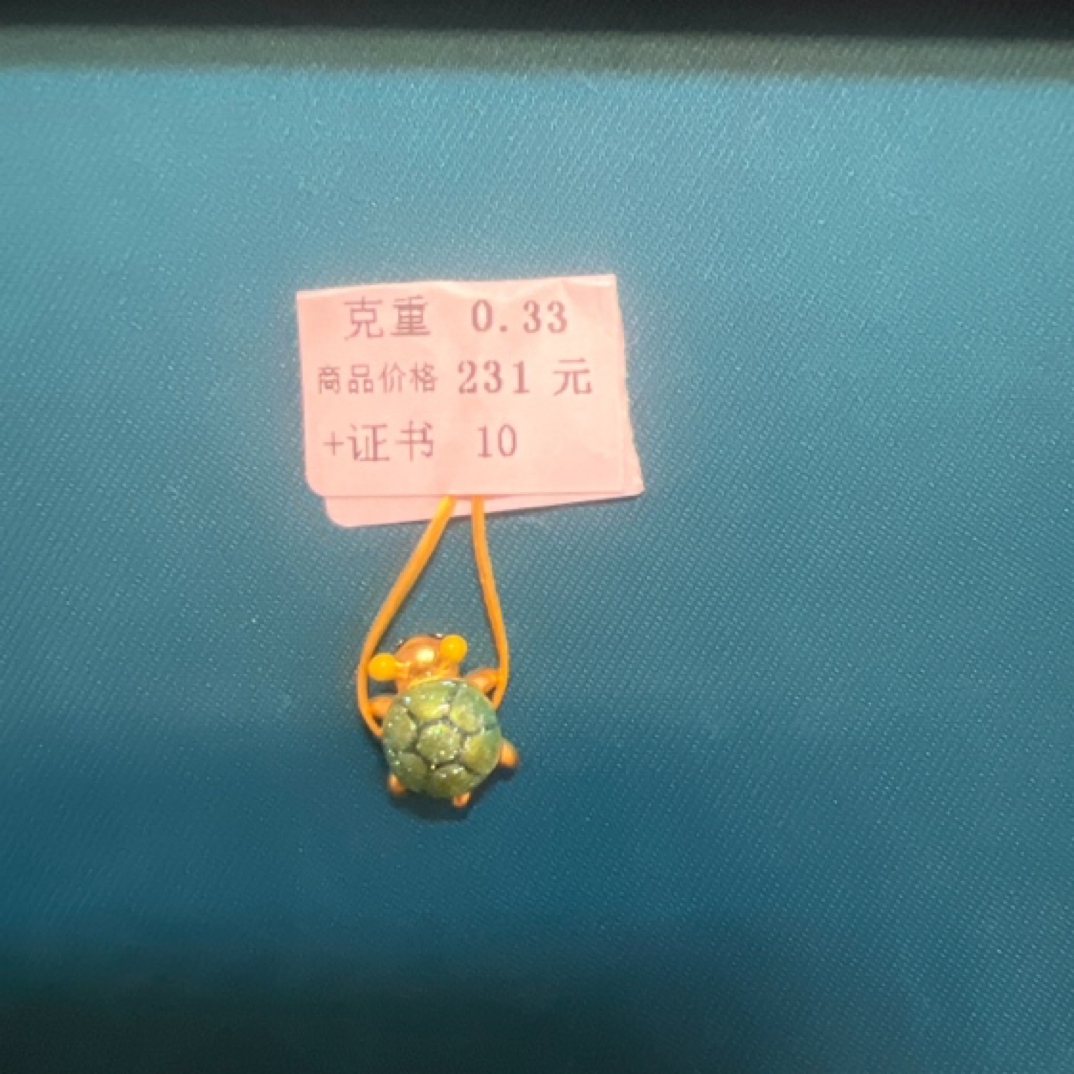 克重 0.33
商品价格 231 元
+证书 10